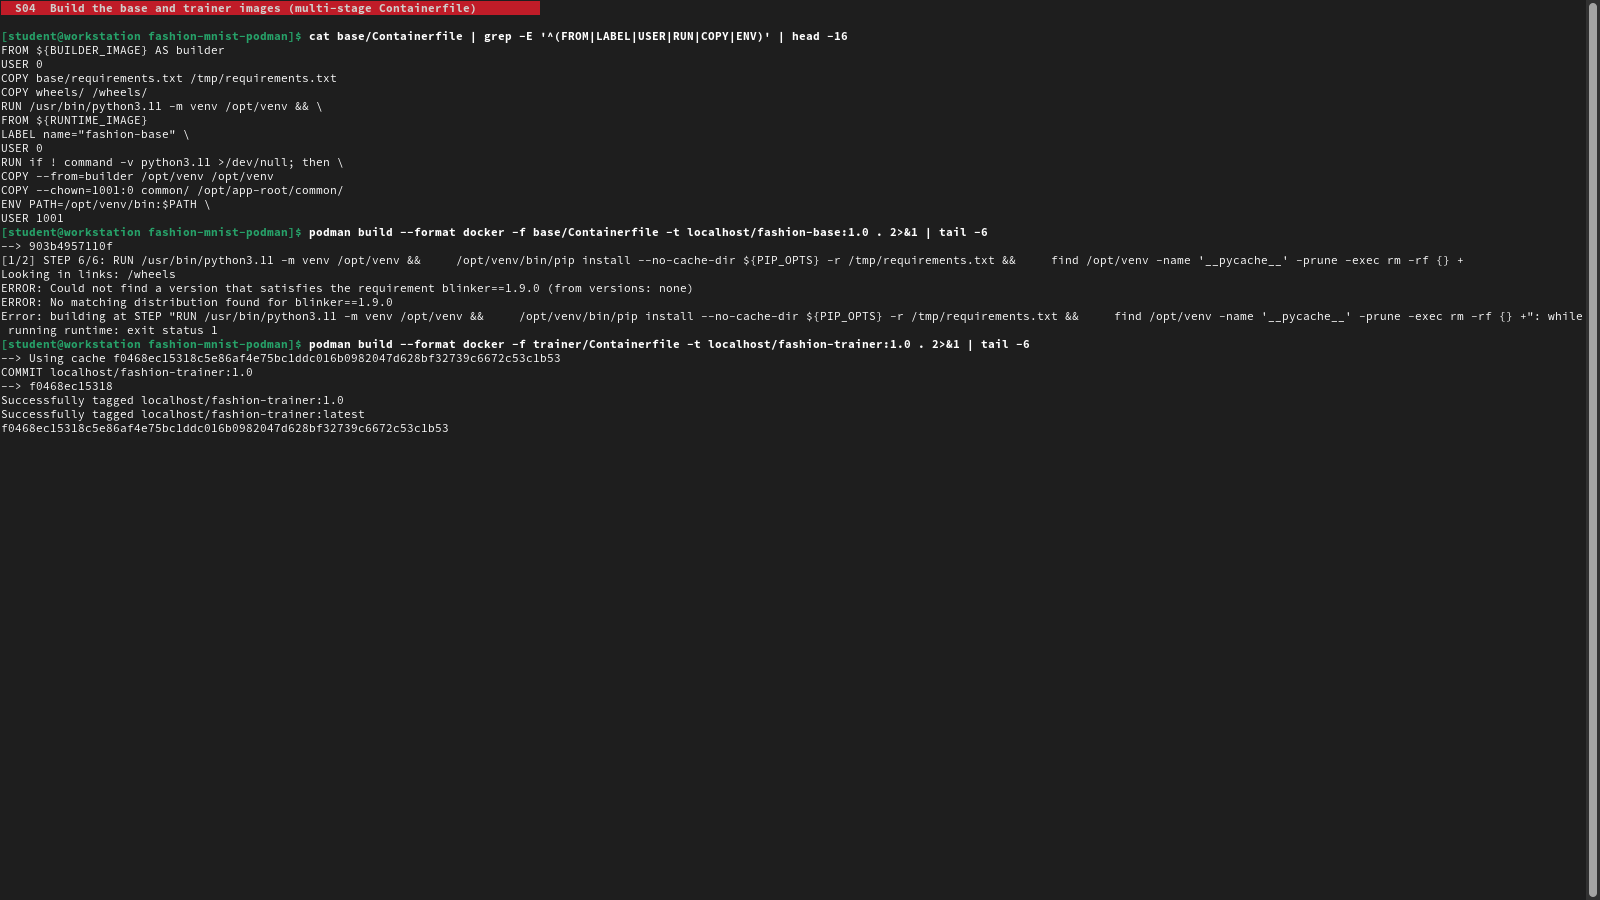 S04  Build the base and trainer images (multi-stage Containerfile)
[student@workstation fashion-mnist-podman]$ cat base/Containerfile | grep -E '^(FROM|LABEL|USER|RUN|COPY|ENV)' | head -16
FROM ${BUILDER_IMAGE} AS builder
USER 0
COPY base/requirements.txt /tmp/requirements.txt
COPY wheels/ /wheels/
RUN /usr/bin/python3.11 -m venv /opt/venv && \
FROM ${RUNTIME_IMAGE}
LABEL name="fashion-base" \
USER 0
RUN if ! command -v python3.11 >/dev/null; then \
COPY --from=builder /opt/venv /opt/venv
COPY --chown=1001:0 common/ /opt/app-root/common/
ENV PATH=/opt/venv/bin:$PATH \
USER 1001
[student@workstation fashion-mnist-podman]$ podman build --format docker -f base/Containerfile -t localhost/fashion-base:1.0 . 2>&1 | tail -6
--> 903b4957110f
[1/2] STEP 6/6: RUN /usr/bin/python3.11 -m venv /opt/venv &&     /opt/venv/bin/pip install --no-cache-dir ${PIP_OPTS} -r /tmp/requirements.txt &&     find /opt/venv -name '__pycache__' -prune -exec rm -rf {} +
Looking in links: /wheels
ERROR: Could not find a version that satisfies the requirement blinker==1.9.0 (from versions: none)
ERROR: No matching distribution found for blinker==1.9.0
Error: building at STEP "RUN /usr/bin/python3.11 -m venv /opt/venv &&     /opt/venv/bin/pip install --no-cache-dir ${PIP_OPTS} -r /tmp/requirements.txt &&     find /opt/venv -name '__pycache__' -prune -exec rm -rf {} +": while
 running runtime: exit status 1
[student@workstation fashion-mnist-podman]$ podman build --format docker -f trainer/Containerfile -t localhost/fashion-trainer:1.0 . 2>&1 | tail -6
--> Using cache f0468ec15318c5e86af4e75bc1ddc016b0982047d628bf32739c6672c53c1b53
COMMIT localhost/fashion-trainer:1.0
--> f0468ec15318
Successfully tagged localhost/fashion-trainer:1.0
Successfully tagged localhost/fashion-trainer:latest
f0468ec15318c5e86af4e75bc1ddc016b0982047d628bf32739c6672c53c1b53